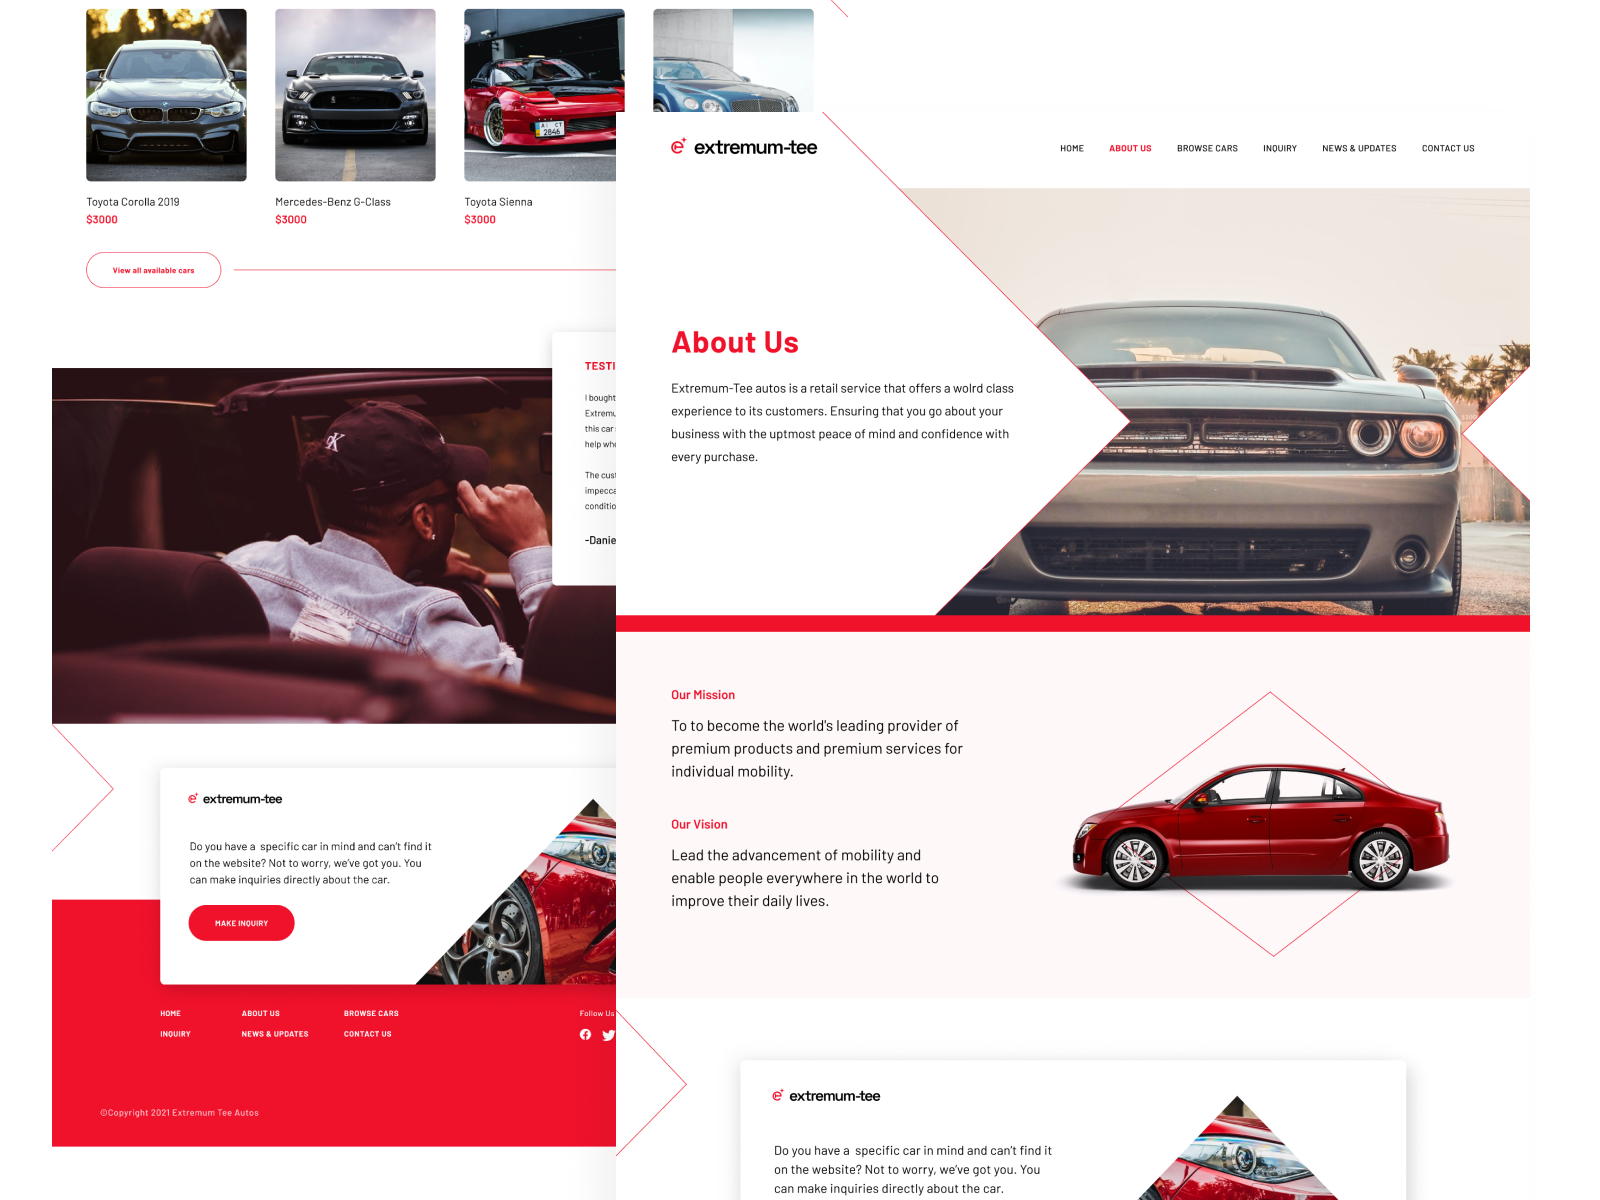 STEEDA
AI CT
2846
Toyota Corolla 2019
$3000
Mercedes-Benz G-Class
$3000
Toyota Sienna
$3000
View all available cars
TESTI
I bought
Extremu
this car
help whe
The cust
impecca
conditio
-Danie
extremum-tee
Do you have a specific car in mind and can't find it
on the website? Not to worry, we've got you. You
can make inquiries directly about the car.
MAKE INQUIRY
HOME
ABOUT US
BROWSE CARS
INQUIRY
NEWS & UPDATES
CONTACT US
Follow Us
©Copyright 2021 Extremum Tee Autos
extremum-tee
HOME
ABOUT US
BROWSE CARS
INQUIRY
NEWS & UPDATES
CONTACT US
About Us
Extremum-Tee autos is a retail service that offers a wolrd class
experience to its customers. Ensuring that you go about your
business with the uptmost peace of mind and confidence with
every purchase.
Our Mission
To to become the world's leading provider of
premium products and premium services for
individual mobility.
Our Vision
Lead the advancement of mobility and
enable people everywhere in the world to
improve their daily lives.
extremum-tee
Do you have a specific car in mind and can't find it
on the website? Not to worry, we've got you. You
can make inquiries directly about the car.